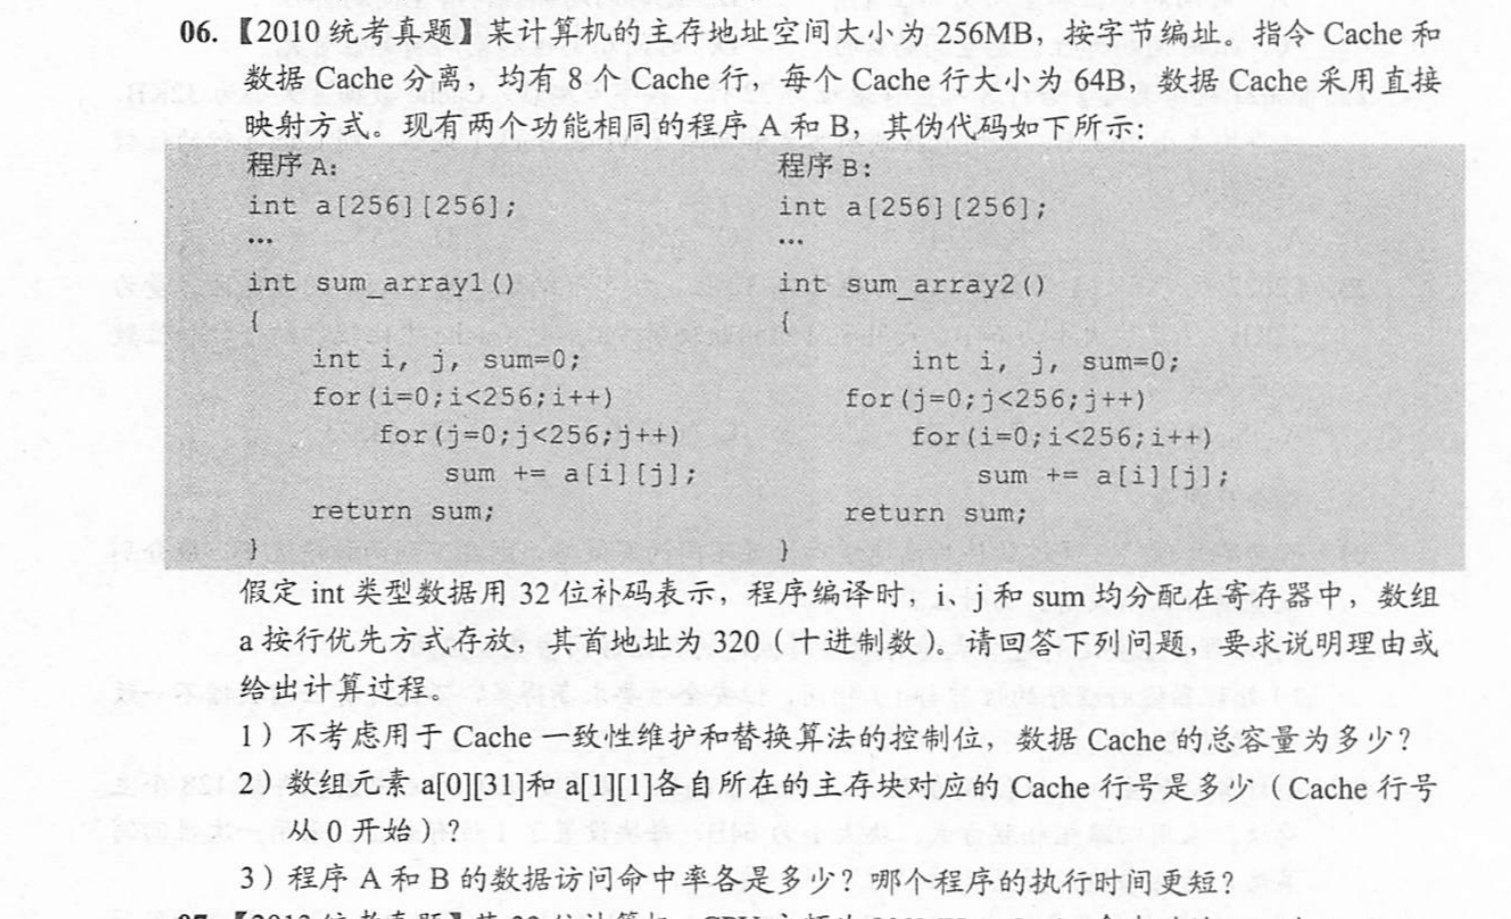 06.【2010 统考真题】某计算机的主存地址空间大小为 256MB，按字节编址。指令 Cache 和
数据 Cache 分离，均有 8 个 Cache 行，每个 Cache 行大小为 64B，数据 Cache 采用直接
映射方式。现有两个功能相同的程序 A 和 B，其伪代码如下所示：
程序 A： 程序 B：
int a[256][256]; int a[256][256];
… …
int sum_array1() int sum_array2()
{ {
int i, j, sum=0; int i, j, sum=0;
for(i=0;i<256;i++) for(j=0;j<256;j++)
for(j=0;j<256;j++) for(i=0;i<256;i++)
sum += a[i][j]; sum += a[i][j];
return sum; return sum;
} }
假定 int 类型数据用 32 位补码表示，程序编译时，i、j 和 sum 均分配在寄存器中，数组
a 按行优先方式存放，其首地址为 320（十进制数）。请回答下列问题，要求说明理由或
给出计算过程。
1）不考虑用于 Cache 一致性维护和替换算法的控制位，数据 Cache 的总容量为多少？
2）数组元素 a[0][31]和 a[1][1]各自所在的主存块对应的 Cache 行号是多少（Cache 行号
从 0 开始）？
3）程序 A 和 B 的数据访问命中率各是多少？哪个程序的执行时间更短？